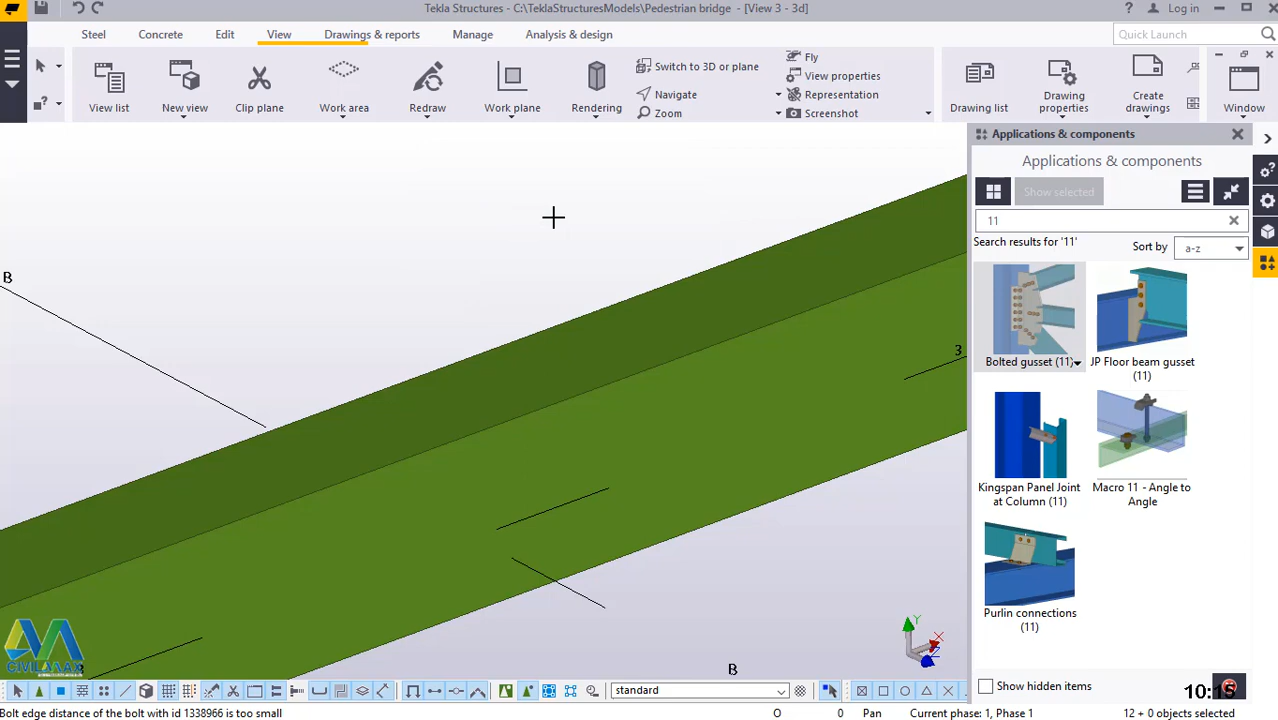 Tekla Structures - C:\TeklaStructuresModels\Pedestrian bridge - [View 3 - 3d]
? Log in
Steel Concrete Edit View Drawings & reports Manage Analysis & design
Quick Launch
Fly
Switch to 3D or plane
View properties
Navigate
Representation
Zoom
Screenshot
View list New view Clip plane Work area Redraw Work plane Rendering
Drawing list
Drawing properties
Create drawings
Window
Applications & components
Applications & components
Show selected
11
Search results for '11'
Sort by
a-z
Bolted gusset (11)
JP Floor beam gusset (11)
Kingspan Panel Joint at Column (11)
Macro 11 - Angle to Angle
Purlin connections (11)
B
3
B
Y
X
Z
CIVILAX
standard
Show hidden items
10:15
Bolt edge distance of the bolt with id 1338966 is too small
O 0 Pan Current phase: 1, Phase 1 12 + 0 objects selected